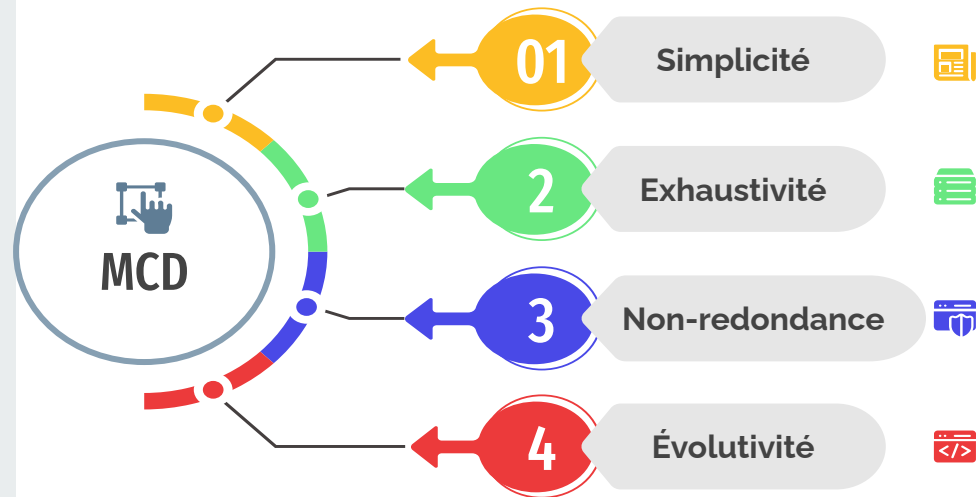 01
Simplicité
2
Exhaustivité
MCD
3
Non-redondance
4
Évolutivité